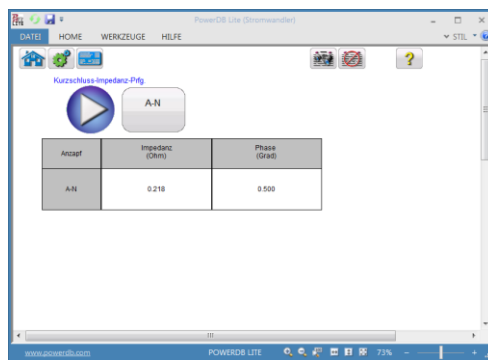 PowerDB Lite (Stromwandler)
DATEI HOME WERKZEUGE HILFE STIL
Kurzschluss-Impedanz-Prfg.
A-N
Anzapf Impedanz (Ohm) Phase (Grad)
A-N 0.218 0.500
www.powerdb.com POWERDB LITE 73%